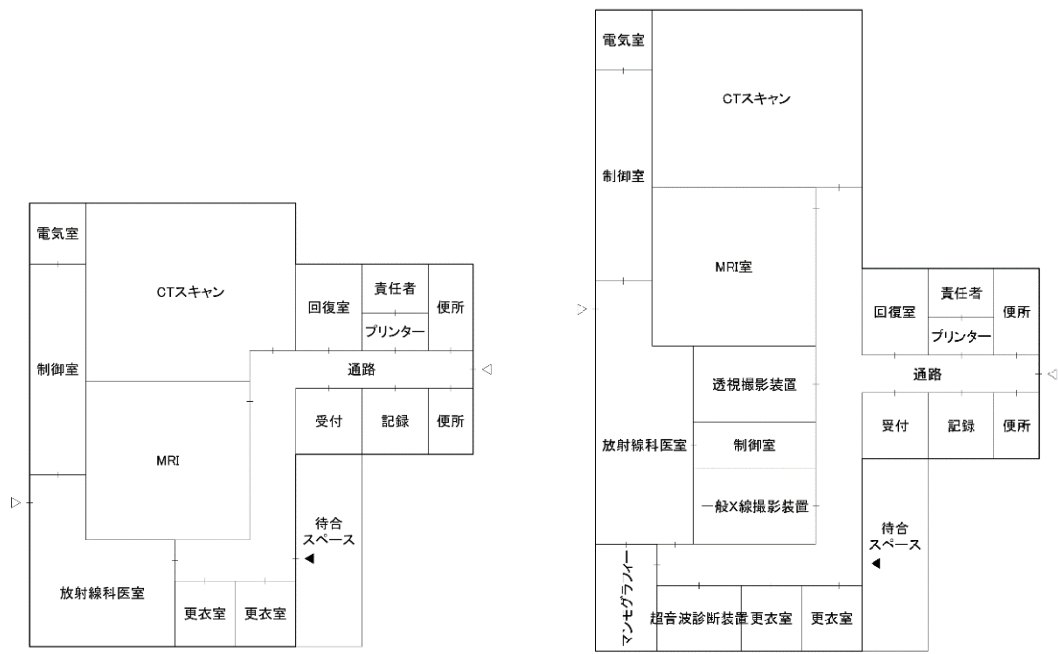 電気室
CTスキャン
回復室
責任者
プリンター
便所
制御室
通路
受付
記録
便所
MRI
待合
スペース
放射線科医室
更衣室
更衣室
電気室
CTスキャン
制御室
MRI室
回復室
責任者
プリンター
便所
通路
透視撮影装置
受付
記録
便所
放射線科医室
制御室
一般X線撮影装置
待合
スペース
マンモグラフィー
超音波診断装置
更衣室
更衣室